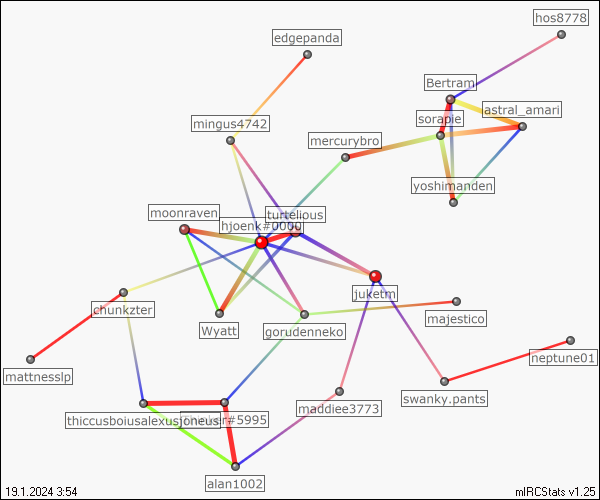 hos8778
edgepanda
Bertram
astral_amari
sorapie
mingus4742
mercurybro
yoshimanden
moonraven
turtelious
hjoenk#0000
juketm
chunkzter
majestico
Wyatt
gorudenneko
neptune01
mattnesslp
swanky.pants
maddiee3773
thiccusboiusalexusjoneus
#5995
alan1002
19.1.2024 3:54
mIRCStats v1.25